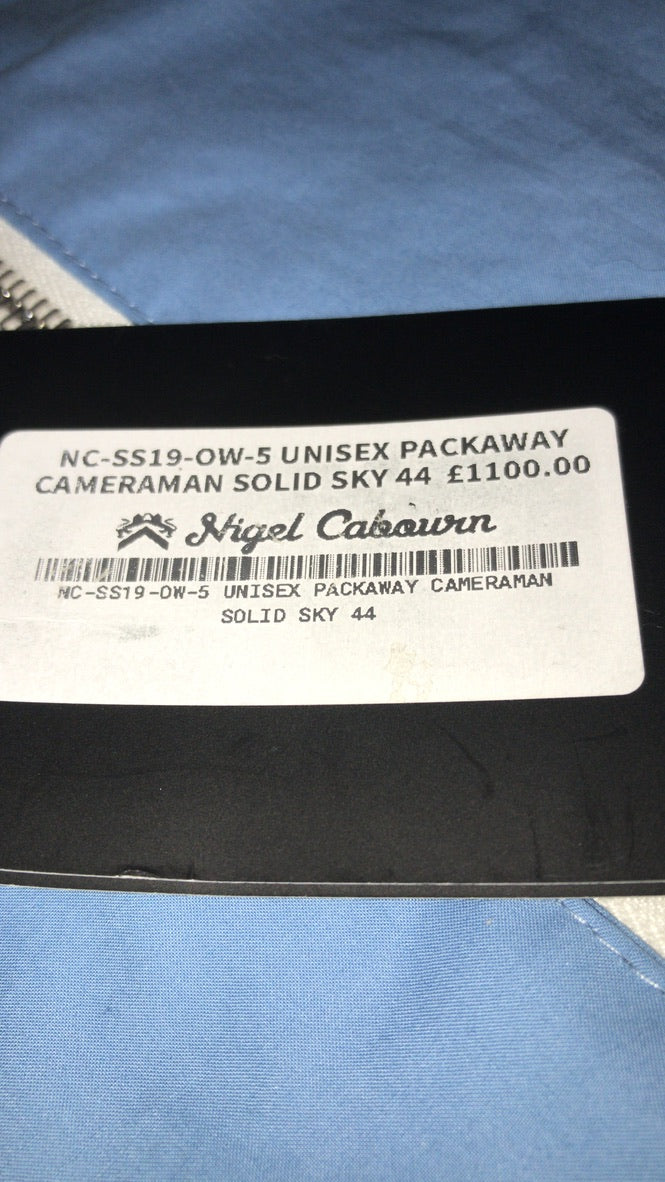 NC-SS19-OW-5 UNISEX PACKAWAY
CAMERAMAN SOLID SKY 44 £1100.00
Nigel Cabourn
NC-SS19-OW-5 UNISEX PACKAWAY CAMERAMAN
SOLID SKY 44